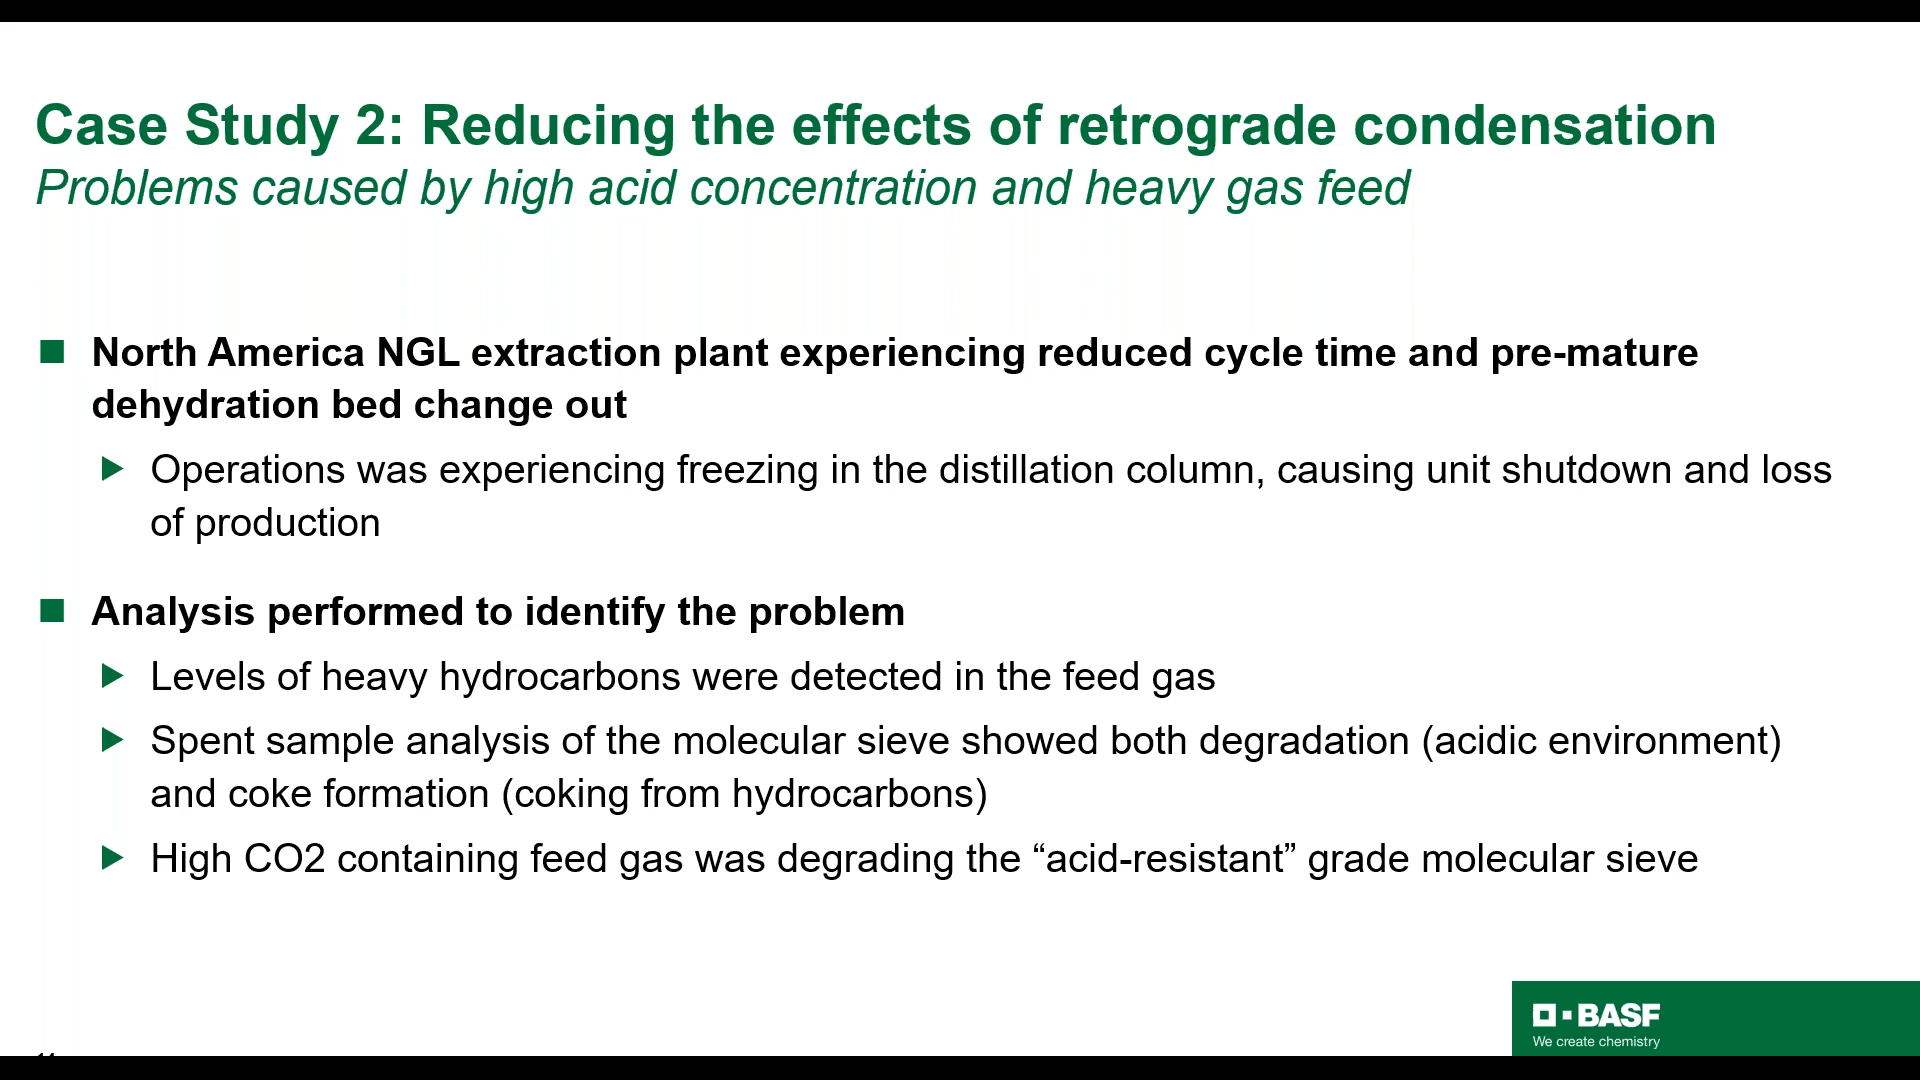 Case Study 2: Reducing the effects of retrograde condensation
Problems caused by high acid concentration and heavy gas feed
North America NGL extraction plant experiencing reduced cycle time and pre-mature
dehydration bed change out
Operations was experiencing freezing in the distillation column, causing unit shutdown and loss
of production
Analysis performed to identify the problem
Levels of heavy hydrocarbons were detected in the feed gas
Spent sample analysis of the molecular sieve showed both degradation (acidic environment)
and coke formation (coking from hydrocarbons)
High CO2 containing feed gas was degrading the “acid-resistant” grade molecular sieve
BASF
We create chemistry